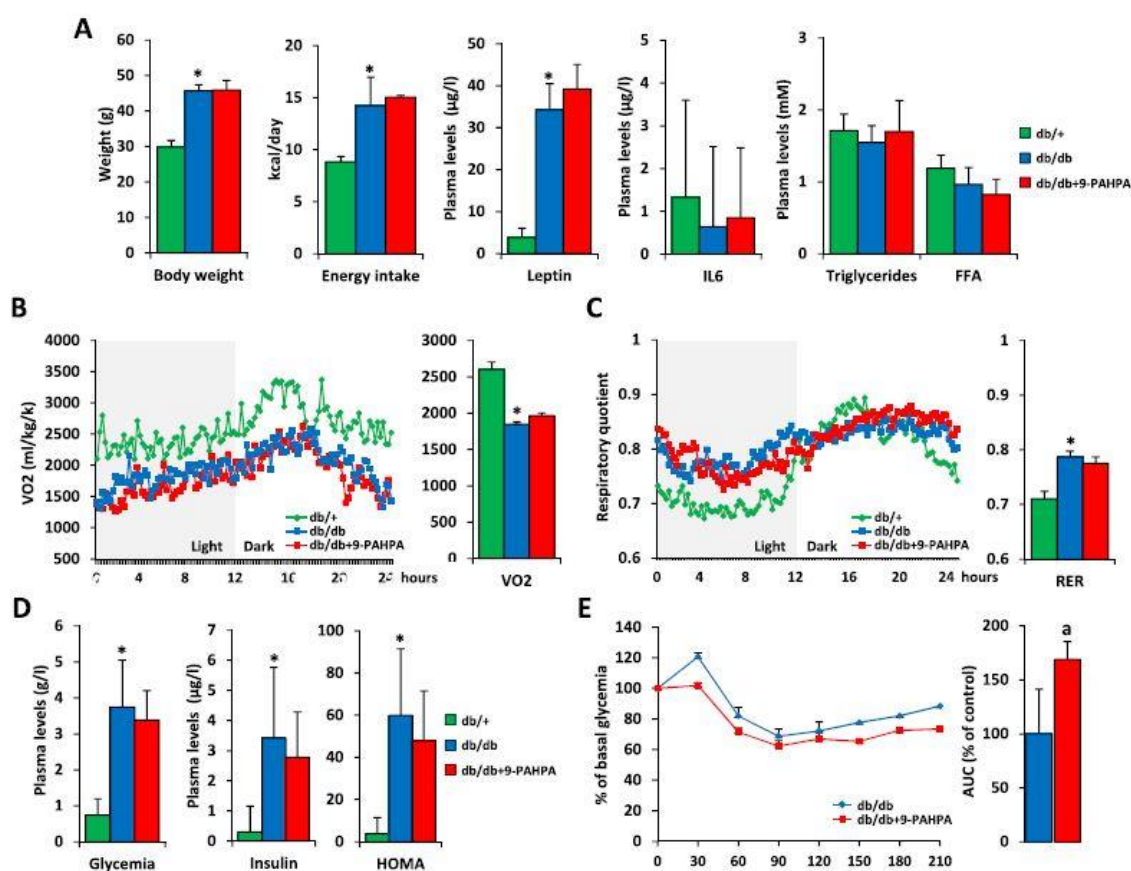 A
Weight (g)
60
50
40
30
20
10
0
*
Body weight
kcal/day
20
15
10
5
0
*
Energy intake
Plasma levels (µg/l)
50
40
30
20
10
0
*
Leptin
Plasma levels (µg/l)
5
4
3
2
1
0
IL6
Plasma levels (mM)
3
2
1
0
Triglycerides FFA
db/+
db/db
db/db+9-PAHPA
B
VO2 (ml/kg/k)
4000
3500
3000
2500
2000
1500
1000
500
db/+
db/db
Light Dark db/db+9-PAHPA
0 4 8 12 16 20 24 hours
3000
2500
2000
1500
1000
500
0
*
VO2
C
Respiratory quotient
1
0.9
0.8
0.7
0.6
db/+
db/db
Light Dark db/db+9-PAHPA
0 4 8 12 16 20 24 hours
1
0.9
0.8
0.7
0.6
*
RER
D
Plasma levels (g/l)
6
5
4
3
2
1
0
*
Glycemia
Plasma levels (µg/l)
7
6
5
4
3
2
1
0
*
Insulin
100
80
60
40
20
0
*
HOMA
db/+
db/db
db/db+9-PAHPA
E
% of basal glycemia
140
120
100
80
60
40
20
0
db/db
db/db+9-PAHPA
0 30 60 90 120 150 180 210
AUC (% of control)
200
150
100
50
0
a